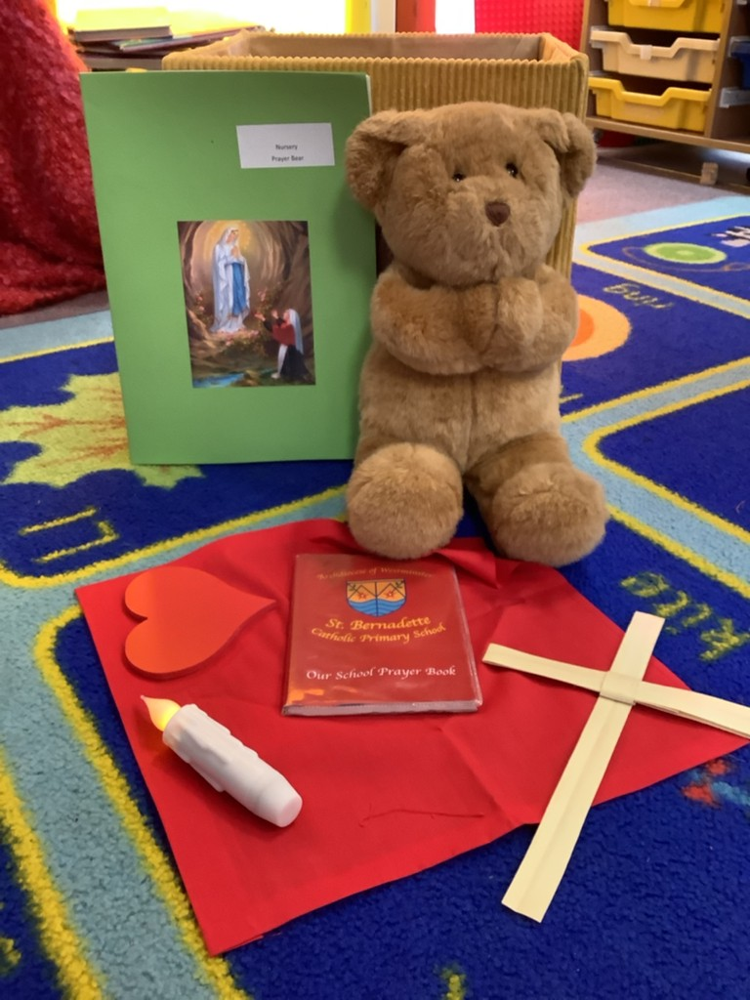 Nursery
Prayer Bear
Archdiocese of Westminster
St. Bernadette
Catholic Primary School
Our School Prayer Book